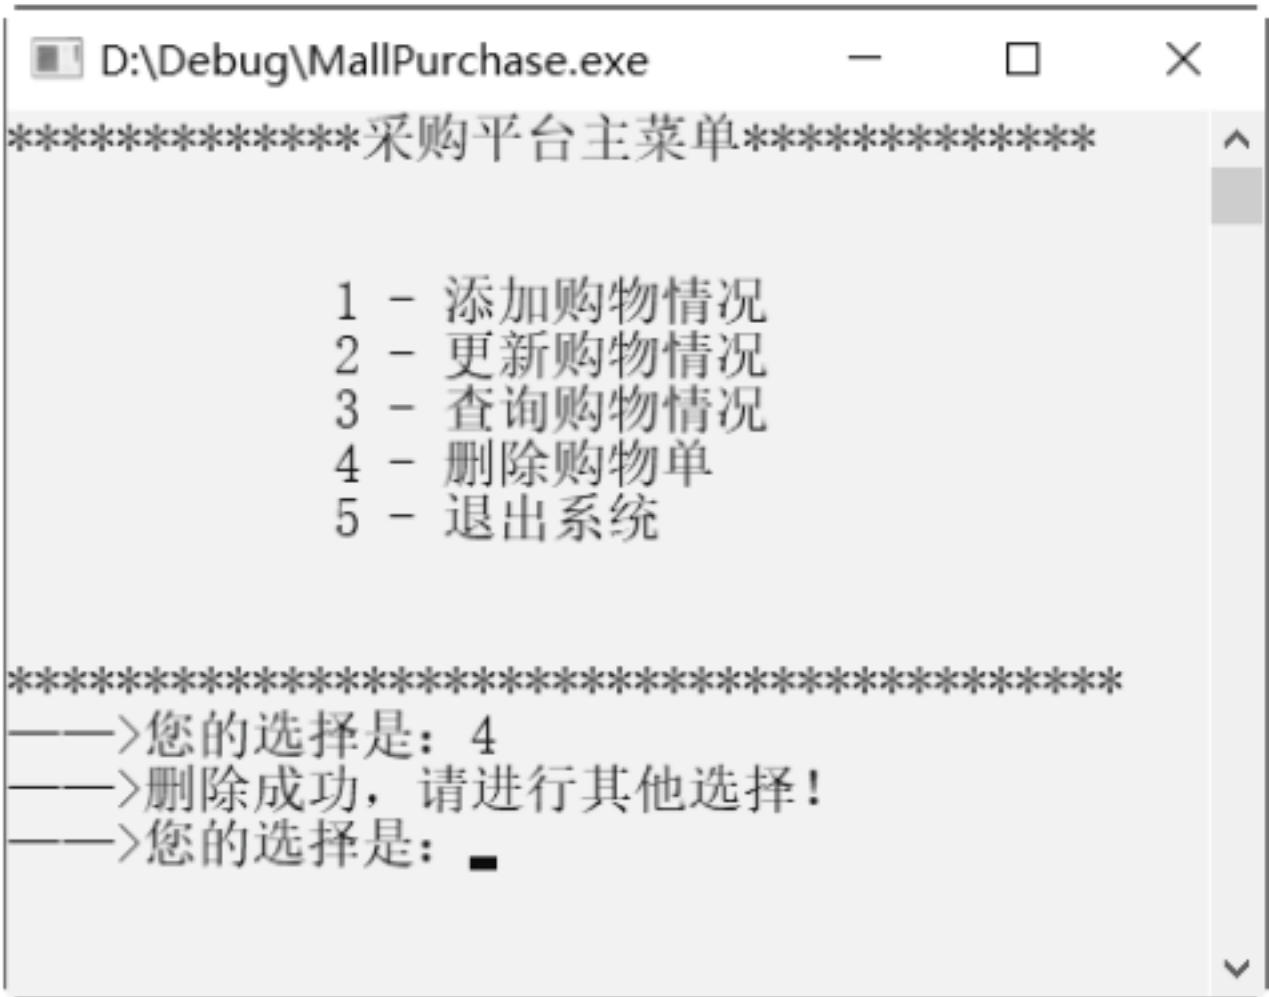 D:\Debug\MallPurchase.exe
*************采购平台主菜单*************
1 - 添加购物情况
2 - 更新购物情况
3 - 查询购物情况
4 - 删除购物单
5 - 退出系统
*****************************************
——>您的选择是：4
——>删除成功，请进行其他选择！
——>您的选择是：